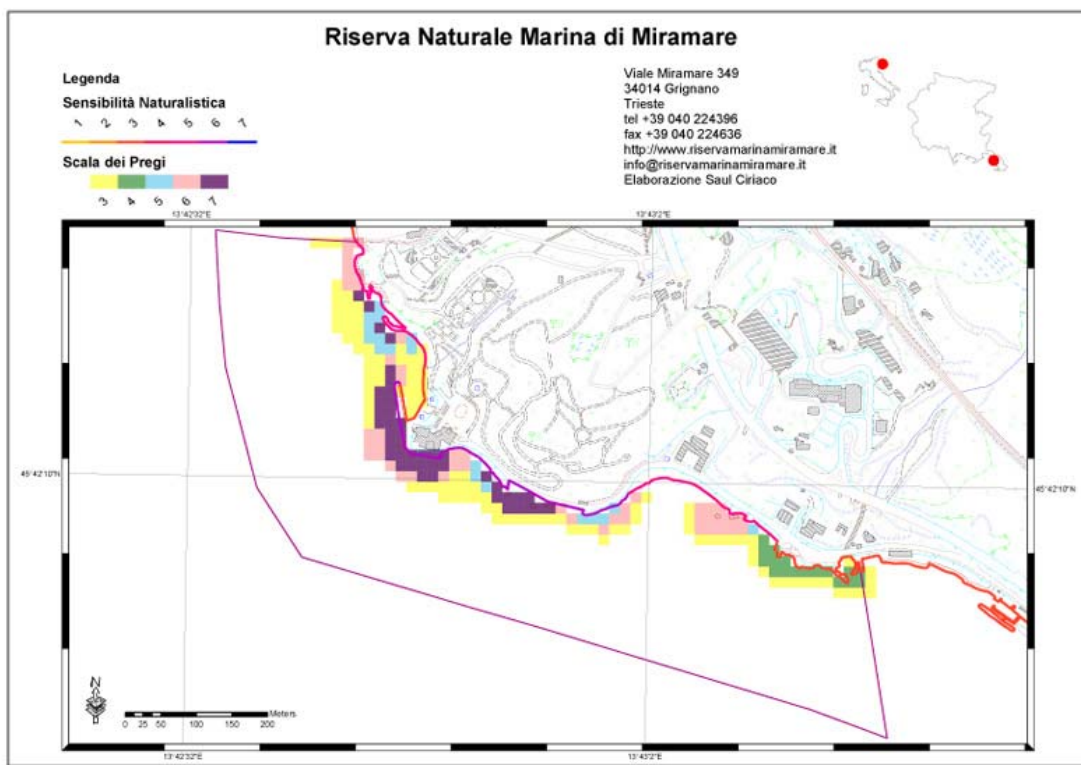 Riserva Naturale Marina di Miramare
Legenda
Sensibilità Naturalistica
1 2 3 4 5 6 7
Scala dei Pregi
3 4 5 6 7
Viale Miramare 349
34014 Grignano
Trieste
tel +39 040 224396
fax +39 040 224636
http://www.riservamarinamiramare.it
info@riservamarinamiramare.it
Elaborazione Saul Ciriaco
13°42'32"E 13°43'2"E
45°42'10"N 45°42'10"N
N
Meters
0 25 50 100 150 200
13°42'32"E 13°43'2"E